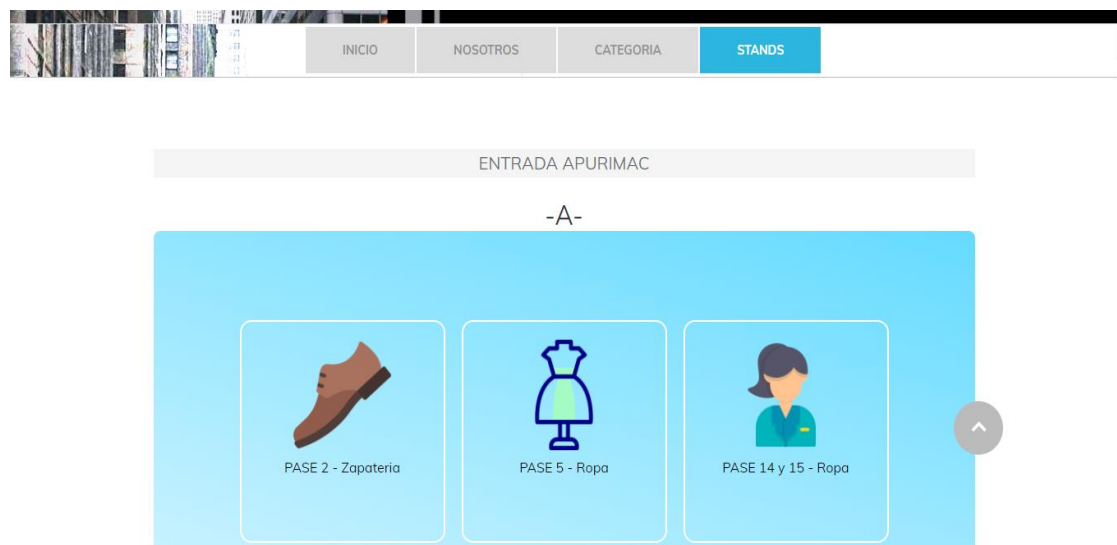 INICIO NOSOTROS CATEGORIA STANDS
ENTRADA APURIMAC
-A-
PASE 2 - Zapateria PASE 5 - Ropa PASE 14 y 15 - Ropa